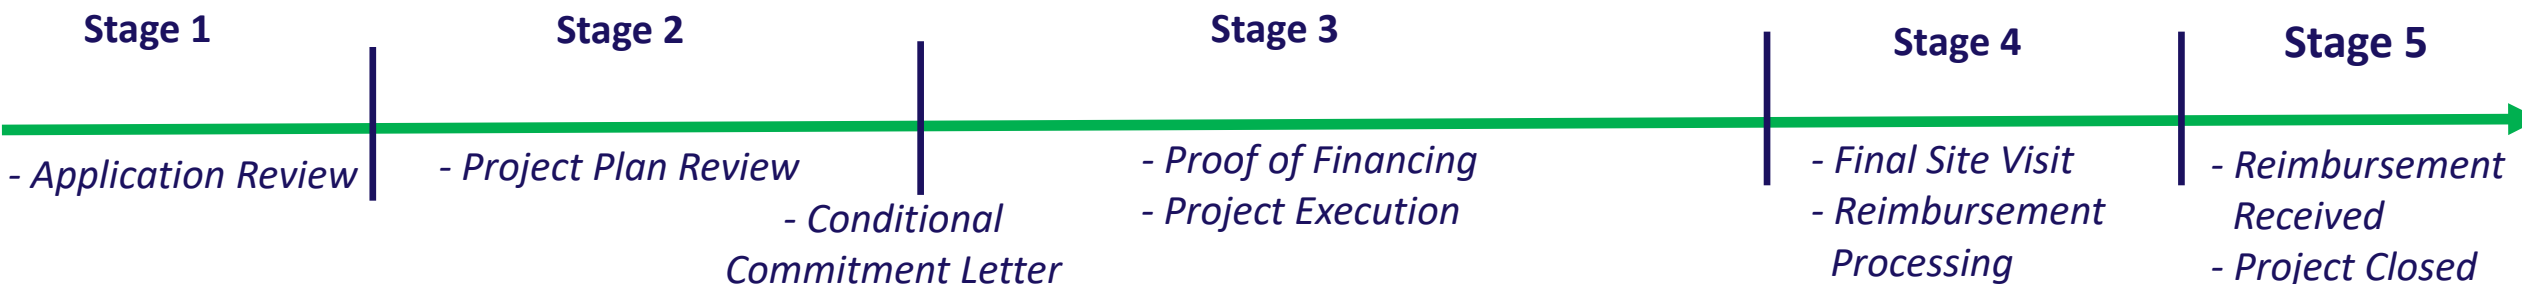 Stage 1
Stage 2
Stage 3
Stage 4
Stage 5
- Application Review
- Project Plan Review
- Conditional
Commitment Letter
- Proof of Financing
- Project Execution
- Final Site Visit
- Reimbursement
Processing
- Reimbursement
Received
- Project Closed